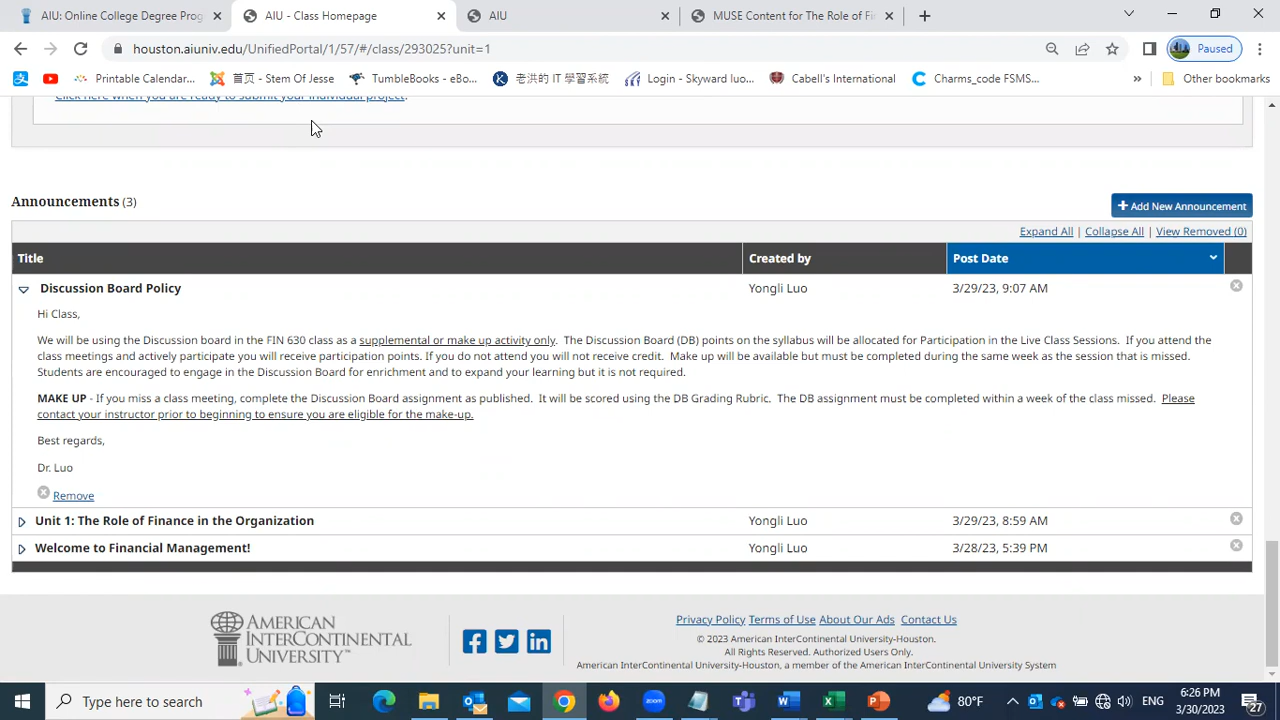 AIU: Online College Degree Prog
AIU - Class Homepage
AIU
MUSE Content for The Role of Fin
houston.aiuniv.edu/UnifiedPortal/1/57/#/class/293025?unit=1
Paused
Printable Calendar...
首页 - Stem Of Jesse
TumbleBooks - eBo...
老洪的 IT 學習系統
Login - Skyward Iuo...
Cabell's International
Charms_code FSMS...
»
Other bookmarks
Click here when you are ready to submit your individual project.
Announcements (3)
+ Add New Announcement
Expand All | Collapse All | View Removed (0)
Title
Created by
Post Date
Discussion Board Policy
Yongli Luo
3/29/23, 9:07 AM
Hi Class,
We will be using the Discussion board in the FIN 630 class as a supplemental or make up activity only. The Discussion Board (DB) points on the syllabus will be allocated for Participation in the Live Class Sessions. If you attend the
class meetings and actively participate you will receive participation points. If you do not attend you will not receive credit. Make up will be available but must be completed during the same week as the session that is missed.
Students are encouraged to engage in the Discussion Board for enrichment and to expand your learning but it is not required.
MAKE UP - If you miss a class meeting, complete the Discussion Board assignment as published. It will be scored using the DB Grading Rubric. The DB assignment must be completed within a week of the class missed. Please
contact your instructor prior to beginning to ensure you are eligible for the make-up.
Best regards,
Dr. Luo
Remove
Unit 1: The Role of Finance in the Organization
Yongli Luo
3/29/23, 8:59 AM
Welcome to Financial Management!
Yongli Luo
3/28/23, 5:39 PM
AMERICAN
INTERCONTINENTAL
UNIVERSITY
Privacy Policy Terms of Use About Our Ads Contact Us
© 2023 American InterContinental University-Houston.
All Rights Reserved. Authorized Users Only.
American InterContinental University-Houston, a member of the American InterContinental University System
Type here to search
80°F
ENG
6:26 PM
3/30/2023
27